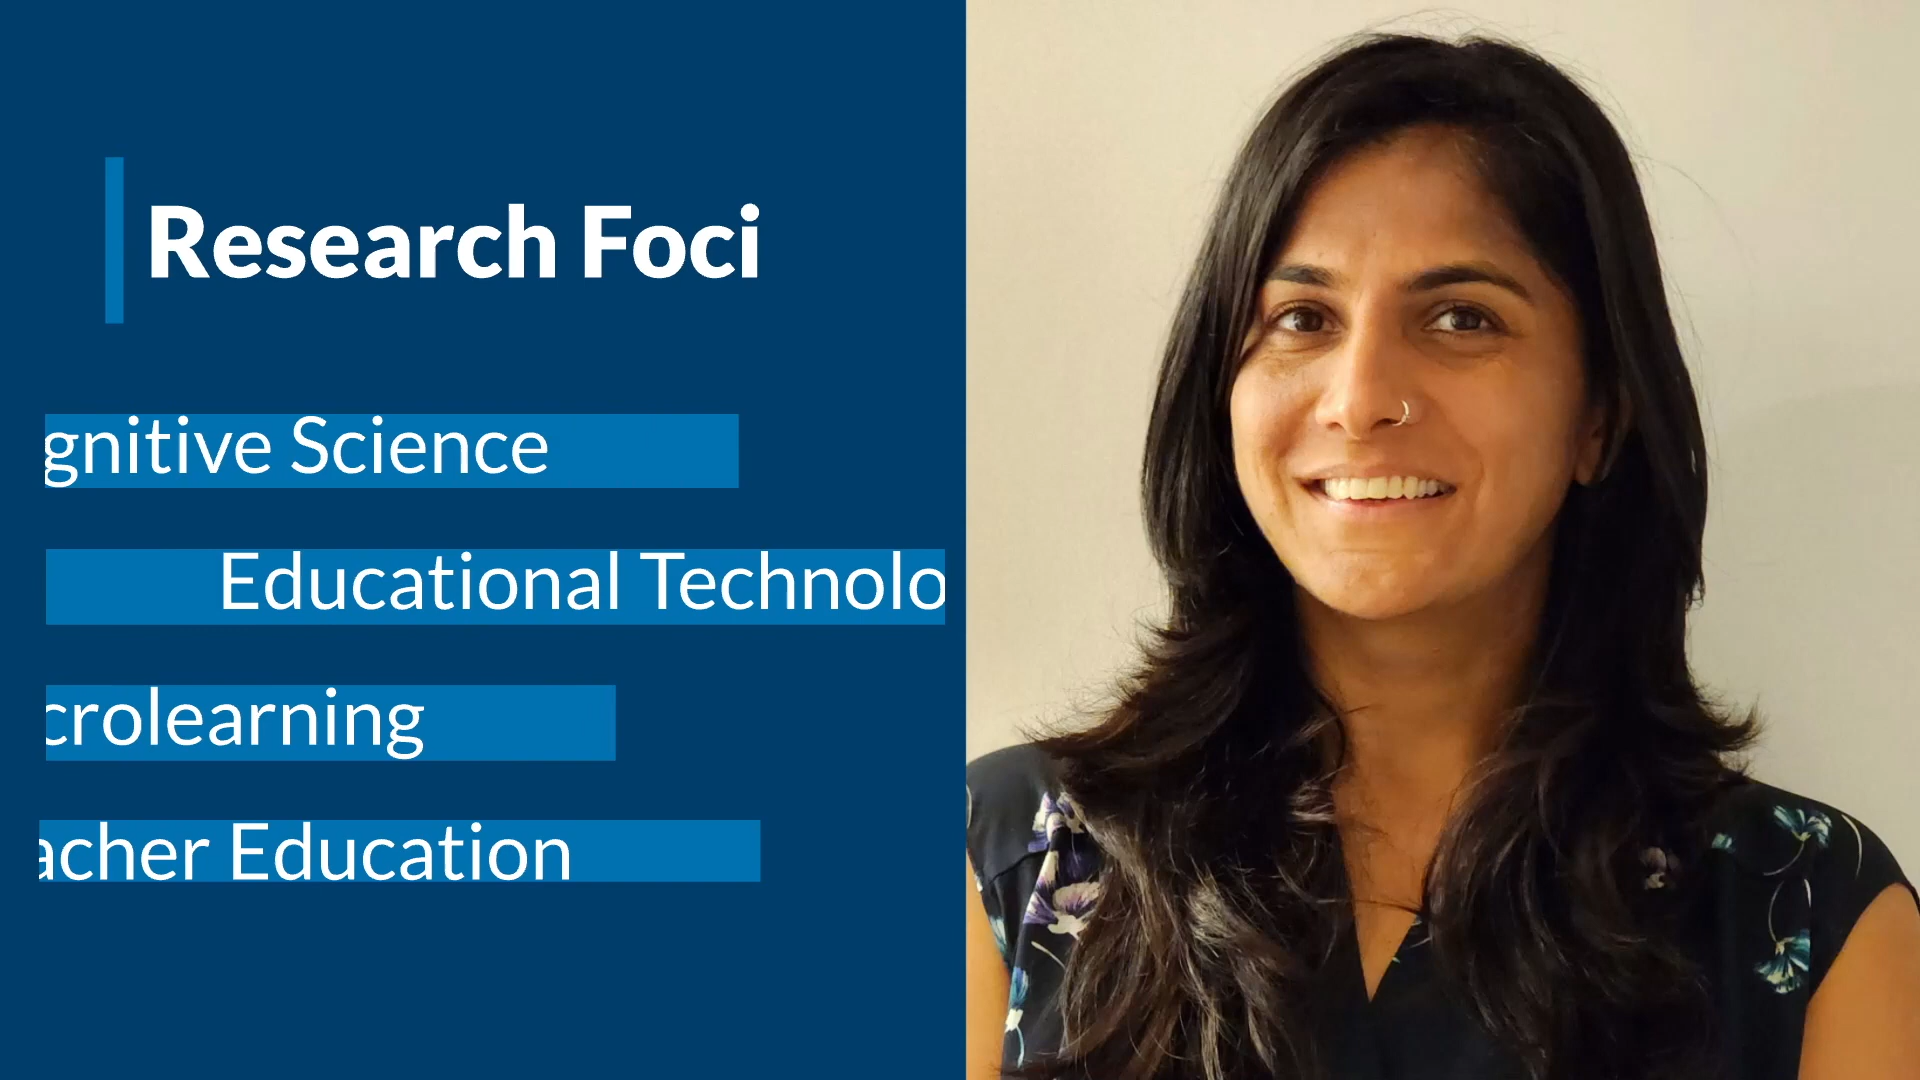 Research Foci
gnitive Science
Educational Technolo
crolearning
acher Education